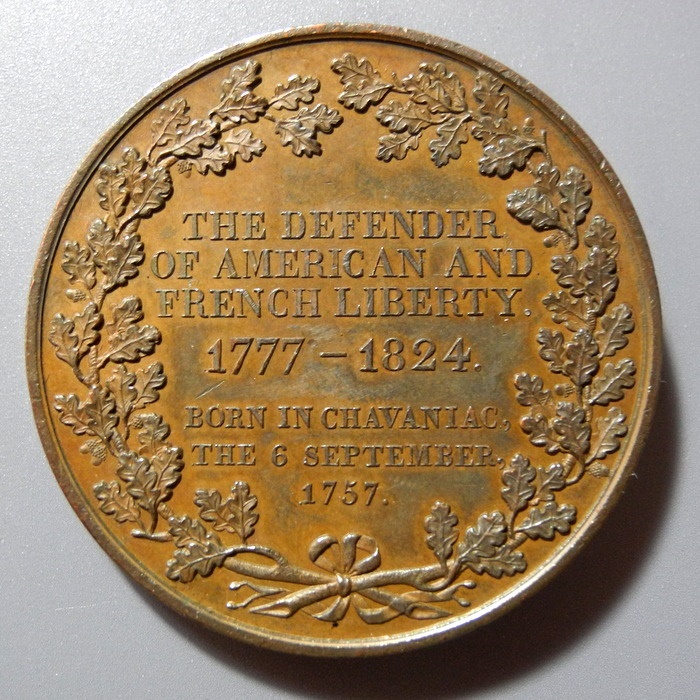 THE DEFENDER
OF AMERICAN AND
FRENCH LIBERTY.
1777 – 1824.
BORN IN CHAVANIAC,
THE 6 SEPTEMBER,
1757.